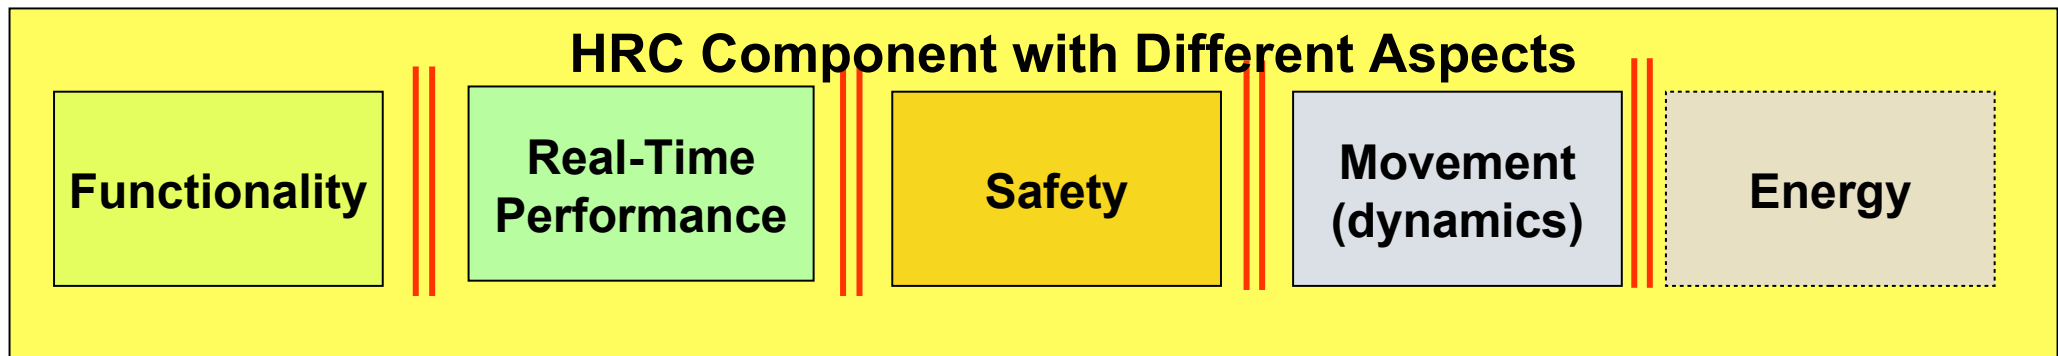 HRC Component with Different Aspects
Functionality
Real-Time
Performance
Safety
Movement
(dynamics)
Energy